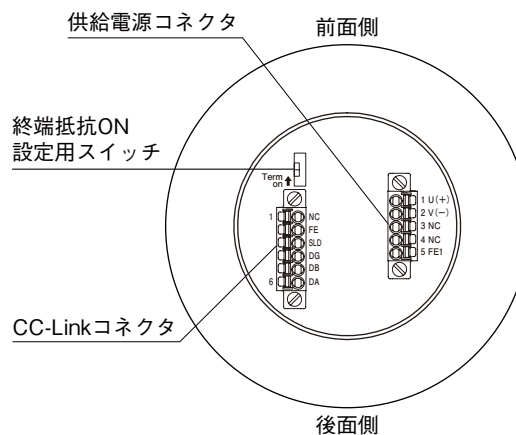 供給電源コネクタ
前面側
終端抵抗ON
設定用スイッチ
Term
on
1 NC
FE
SLD
DG
DB
6 DA
1 U(+)
2 V(−)
3 NC
4 NC
5 FE1
CC-Linkコネクタ
後面側